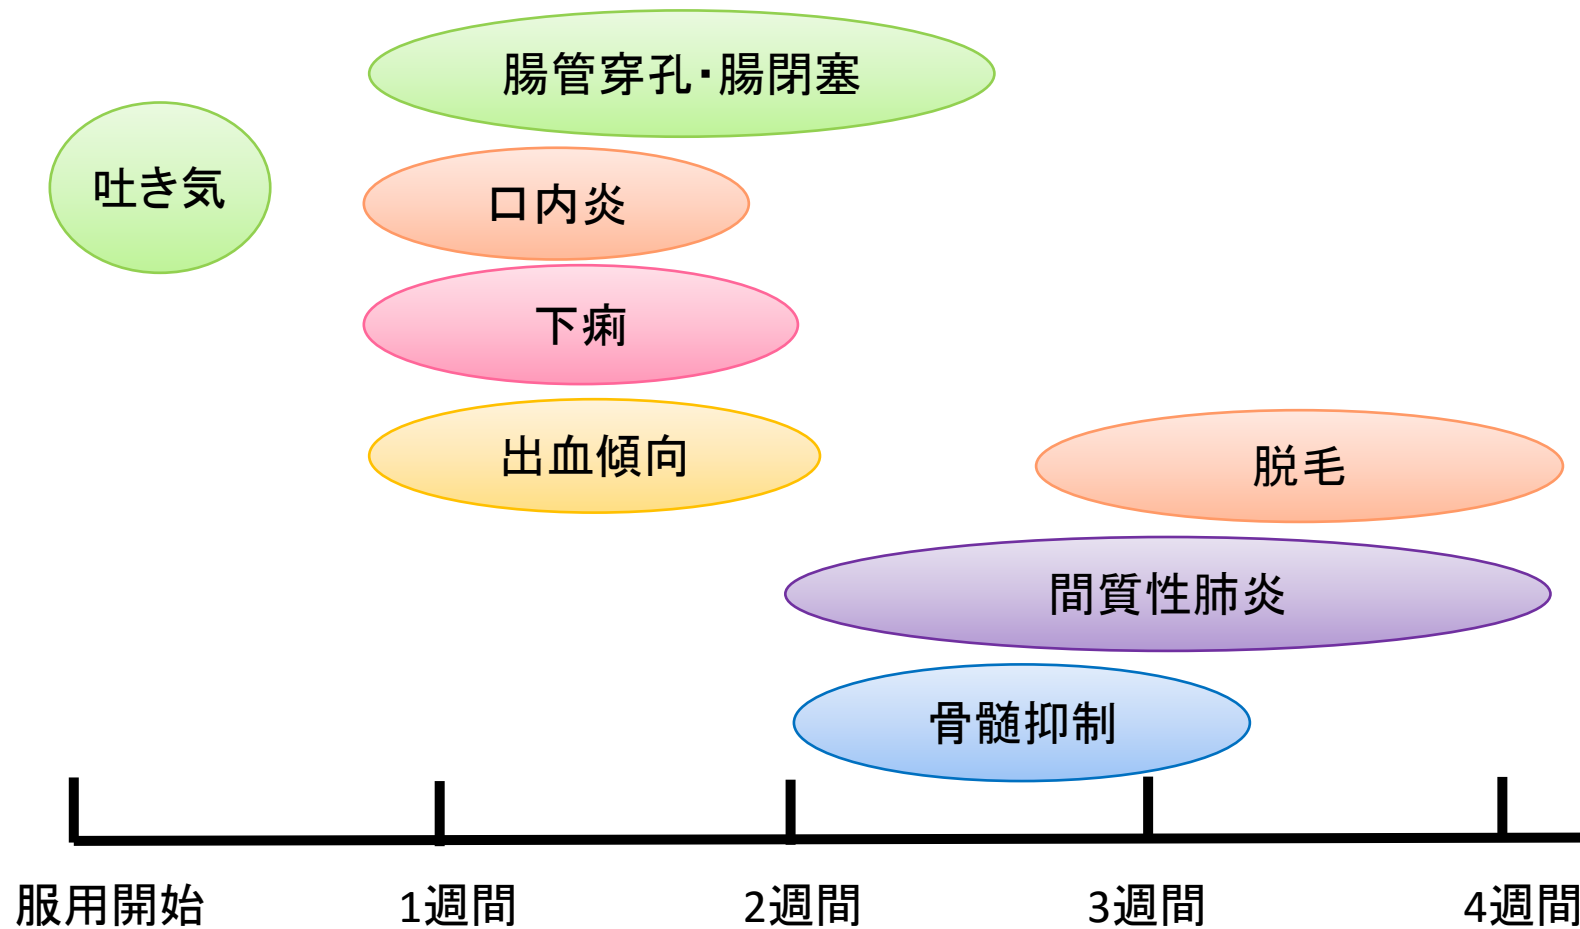 腸管穿孔・腸閉塞
吐き気
口内炎
下痢
出血傾向
脱毛
間質性肺炎
骨髄抑制
服用開始
1週間
2週間
3週間
4週間